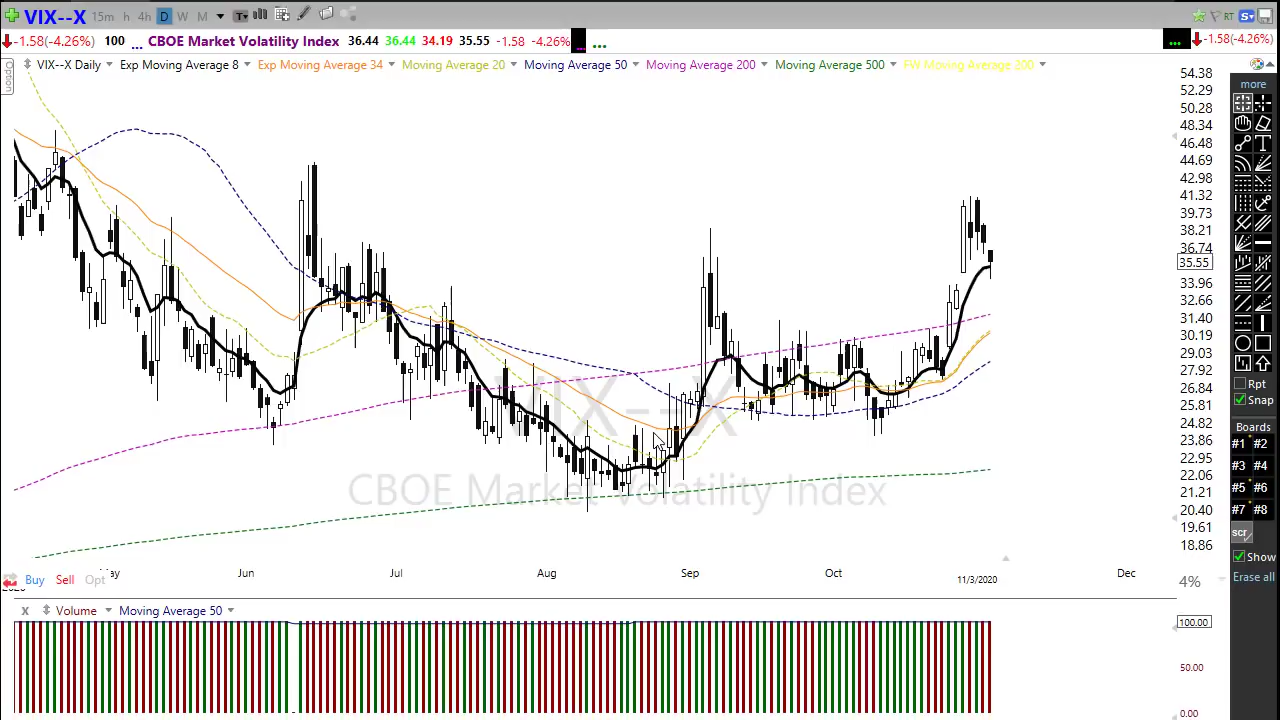 VIX--X 15m h 4h D W M T RT S
-1.58(-4.26%) 100 ... CBOE Market Volatility Index 36.44 36.44 34.19 35.55 -1.58 -4.26% ... ... ... -1.58(-4.26%)
Option
VIX--X Daily Exp Moving Average 8 Exp Moving Average 34 Moving Average 20 Moving Average 50 Moving Average 200 Moving Average 500 FW Moving Average 200
54.38
52.29
50.28
48.34
46.48
44.69
42.98
41.32
39.73
38.21
36.74
35.55
33.96
32.66
31.40
30.19
29.03
27.92
26.84
25.81
24.82
23.86
22.95
22.06
21.21
20.40
19.61
18.86
more
T
Rpt
Snap
Boards
#1 #2
#3 #4
#5 #6
#7 #8
scr
Show
Erase all
VIX--X
CBOE Market Volatility Index
May Jun Jul Aug Sep Oct 11/3/2020 Dec
Buy Sell Opt
4%
x Volume Moving Average 50
100.00
50.00
0.00